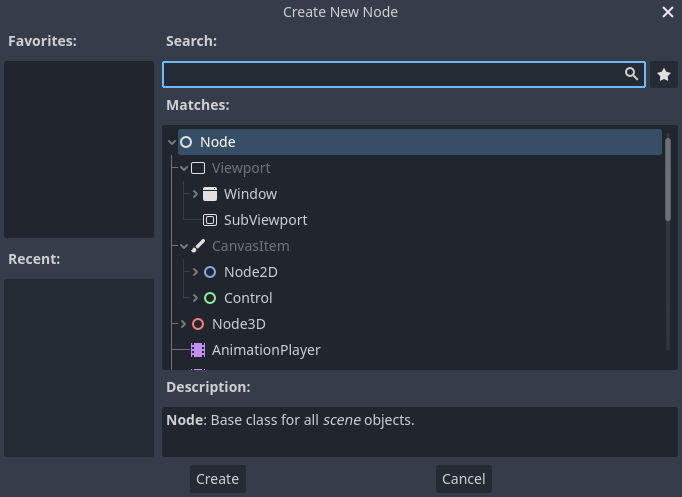 Create New Node
Favorites:
Search:
Matches:
Node
Viewport
Window
SubViewport
CanvasItem
Node2D
Control
Node3D
AnimationPlayer
Recent:
Description:
Node: Base class for all scene objects.
Create
Cancel